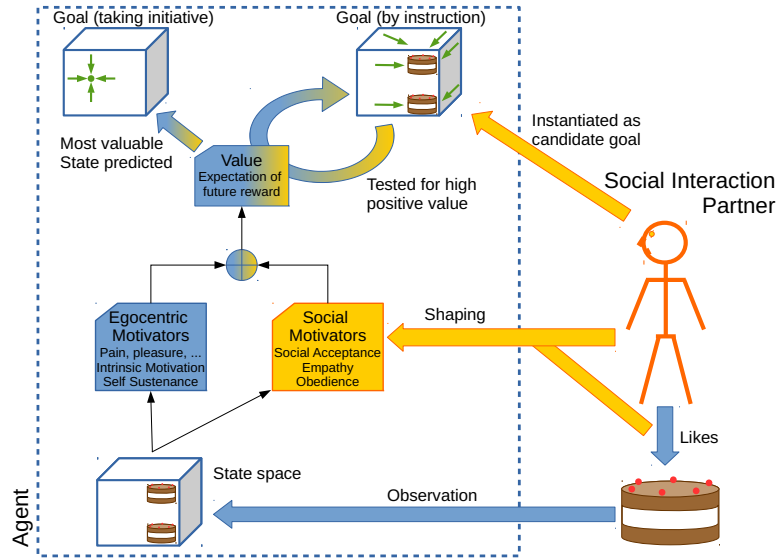 Goal (taking initiative)
Goal (by instruction)
Most valuable
State predicted
Value
Expectation of
future reward
Tested for high
positive value
Instantiated as
candidate goal
Social Interaction
Partner
Egocentric
Motivators
Pain, pleasure, ...
Intrinsic Motivation
Self Sustenance
Social
Motivators
Social Acceptance
Empathy
Obedience
Shaping
Likes
State space
Observation
Agent